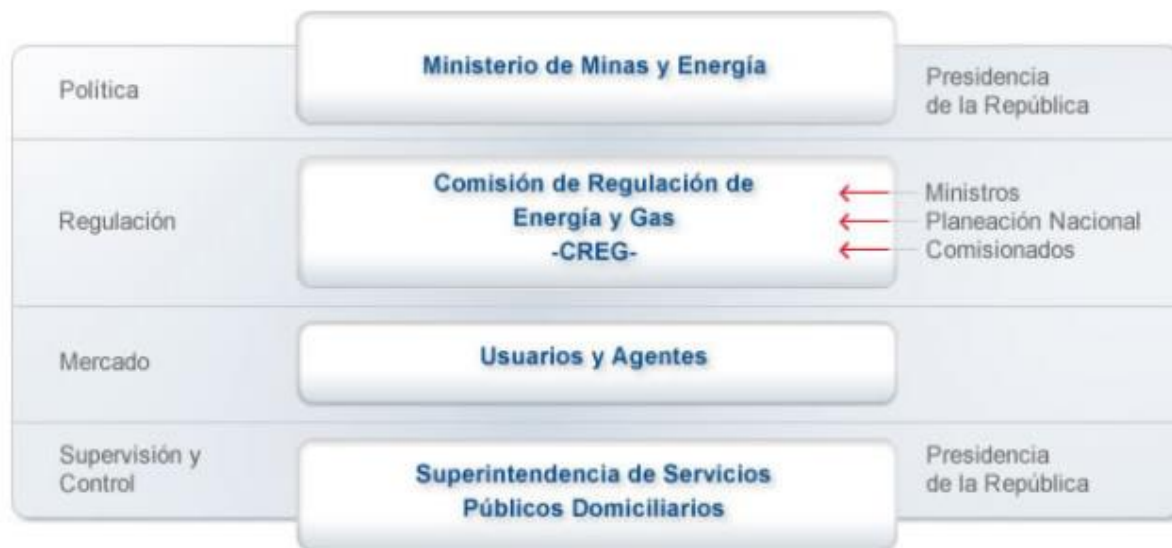 Política
Ministerio de Minas y Energía
Presidencia
de la República
Regulación
Comisión de Regulación de
Energía y Gas
-CREG-
Ministros
Planeación Nacional
Comisionados
Mercado
Usuarios y Agentes
Supervisión y
Control
Superintendencia de Servicios
Públicos Domiciliarios
Presidencia
de la República